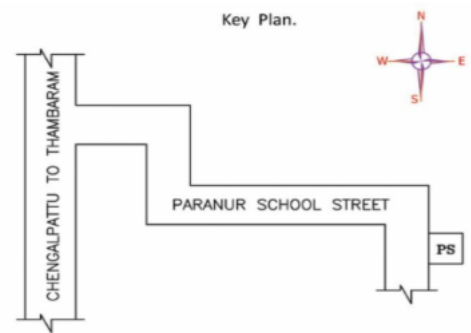 Key Plan.
N
W
E
S
CHENGALPATTU TO THAMBARAM
PARANUR SCHOOL STREET
PS